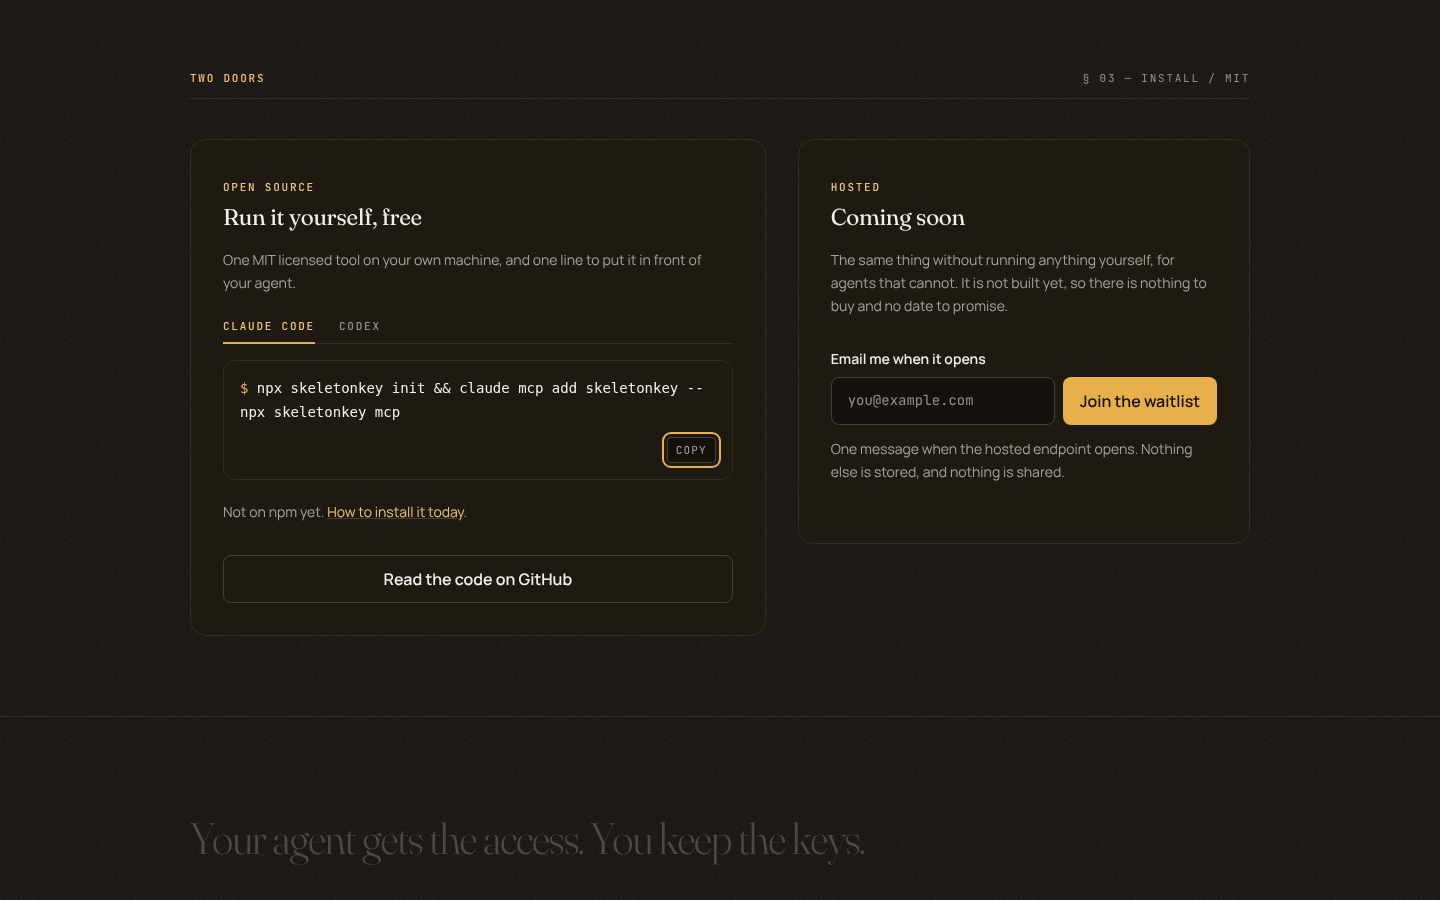 TWO DOORS
§ 03 — INSTALL / MIT
OPEN SOURCE
Run it yourself, free
One MIT licensed tool on your own machine, and one line to put it in front of
your agent.
CLAUDE CODE
CODEX
$ npx skeletonkey init && claude mcp add skeletonkey --
npx skeletonkey mcp
COPY
Not on npm yet. How to install it today.
Read the code on GitHub
HOSTED
Coming soon
The same thing without running anything yourself, for
agents that cannot. It is not built yet, so there is nothing to
buy and no date to promise.
Email me when it opens
you@example.com
Join the waitlist
One message when the hosted endpoint opens. Nothing
else is stored, and nothing is shared.
Your agent gets the access. You keep the keys.